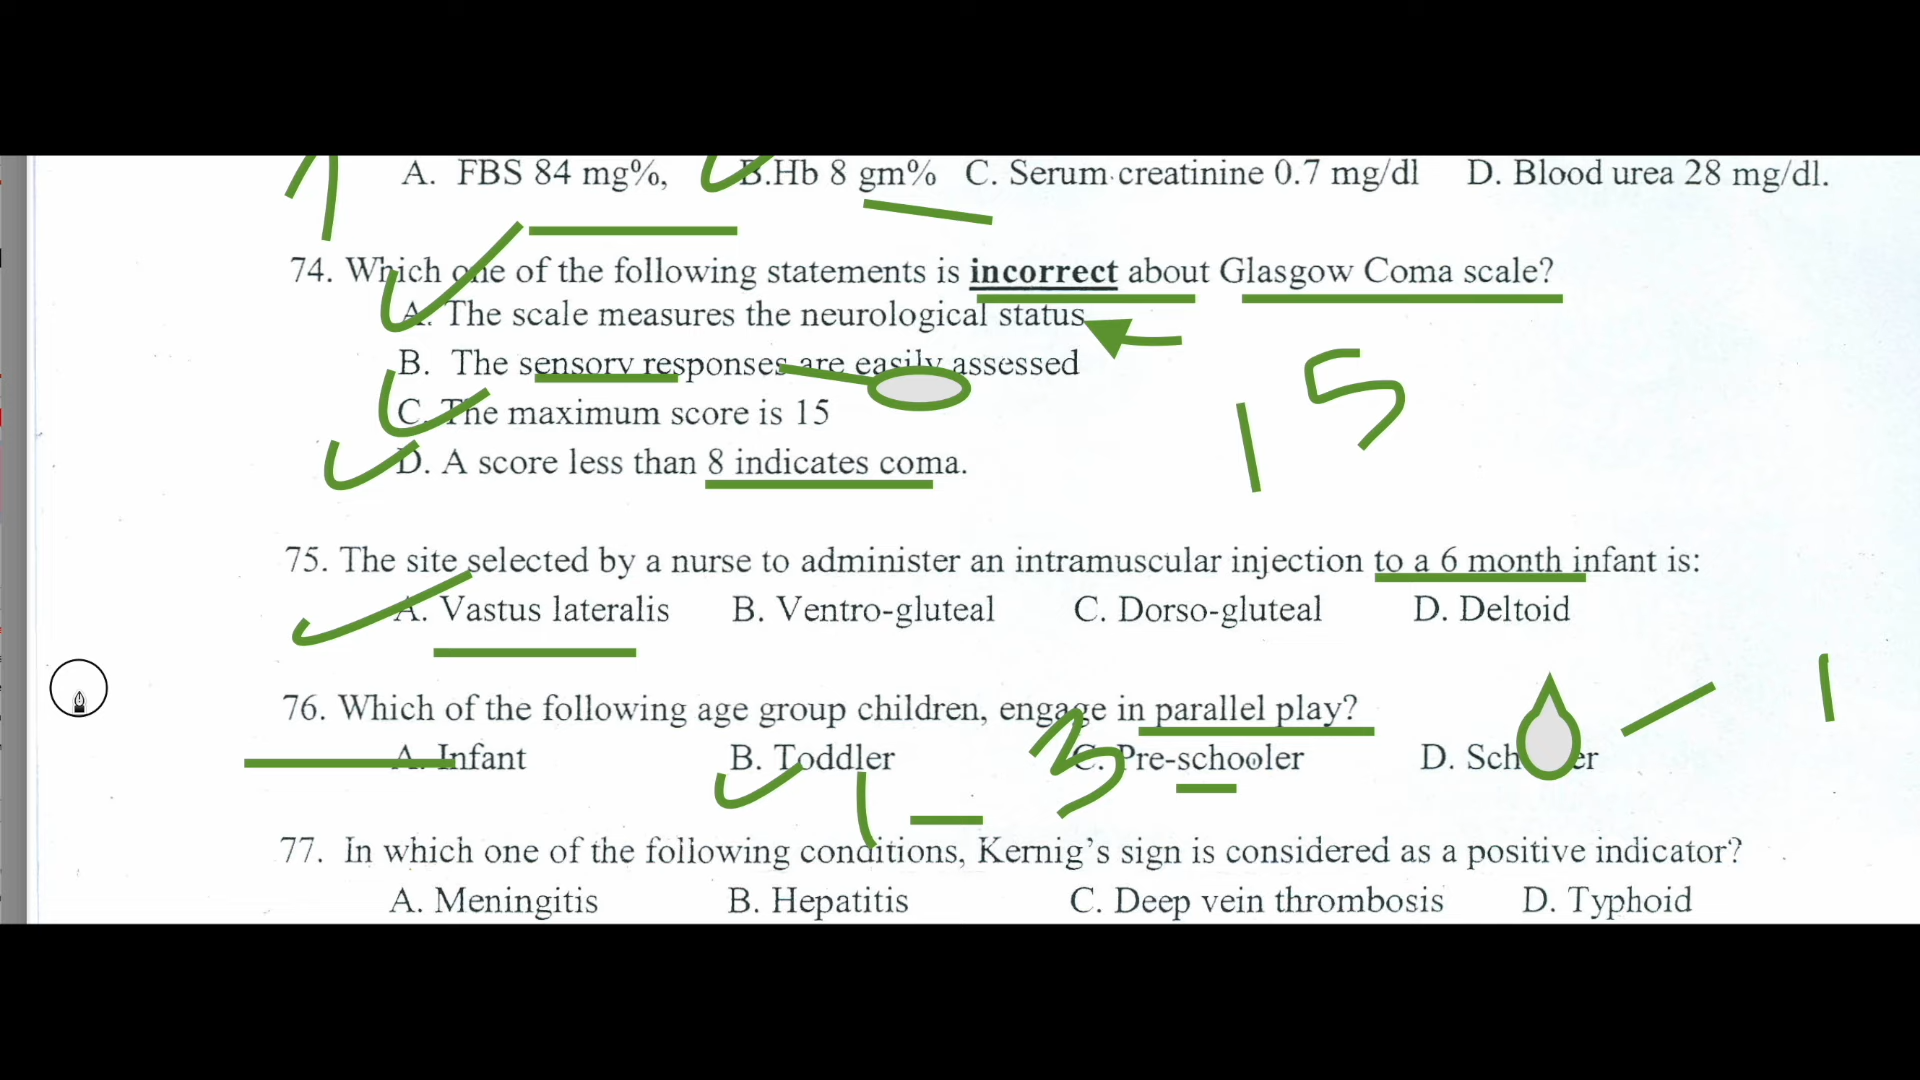 A. FBS 84 mg%, B.Hb 8 gm% C. Serum creatinine 0.7 mg/dl D. Blood urea 28 mg/dl.
74. Which one of the following statements is incorrect about Glasgow Coma scale?
A. The scale measures the neurological status
B. The sensory responses are easily assessed
15
C. The maximum score is 15
D. A score less than 8 indicates coma.
75. The site selected by a nurse to administer an intramuscular injection to a 6 month infant is:
A. Vastus lateralis B. Ventro-gluteal C. Dorso-gluteal D. Deltoid
76. Which of the following age group children, engage in parallel play?
A. Infant B. Toddler C. Pre-schooler D.
1 - 3
77. In which one of the following conditions, Kernig's sign is considered as a positive indicator?
A. Meningitis B. Hepatitis C. Deep vein thrombosis D. Typhoid